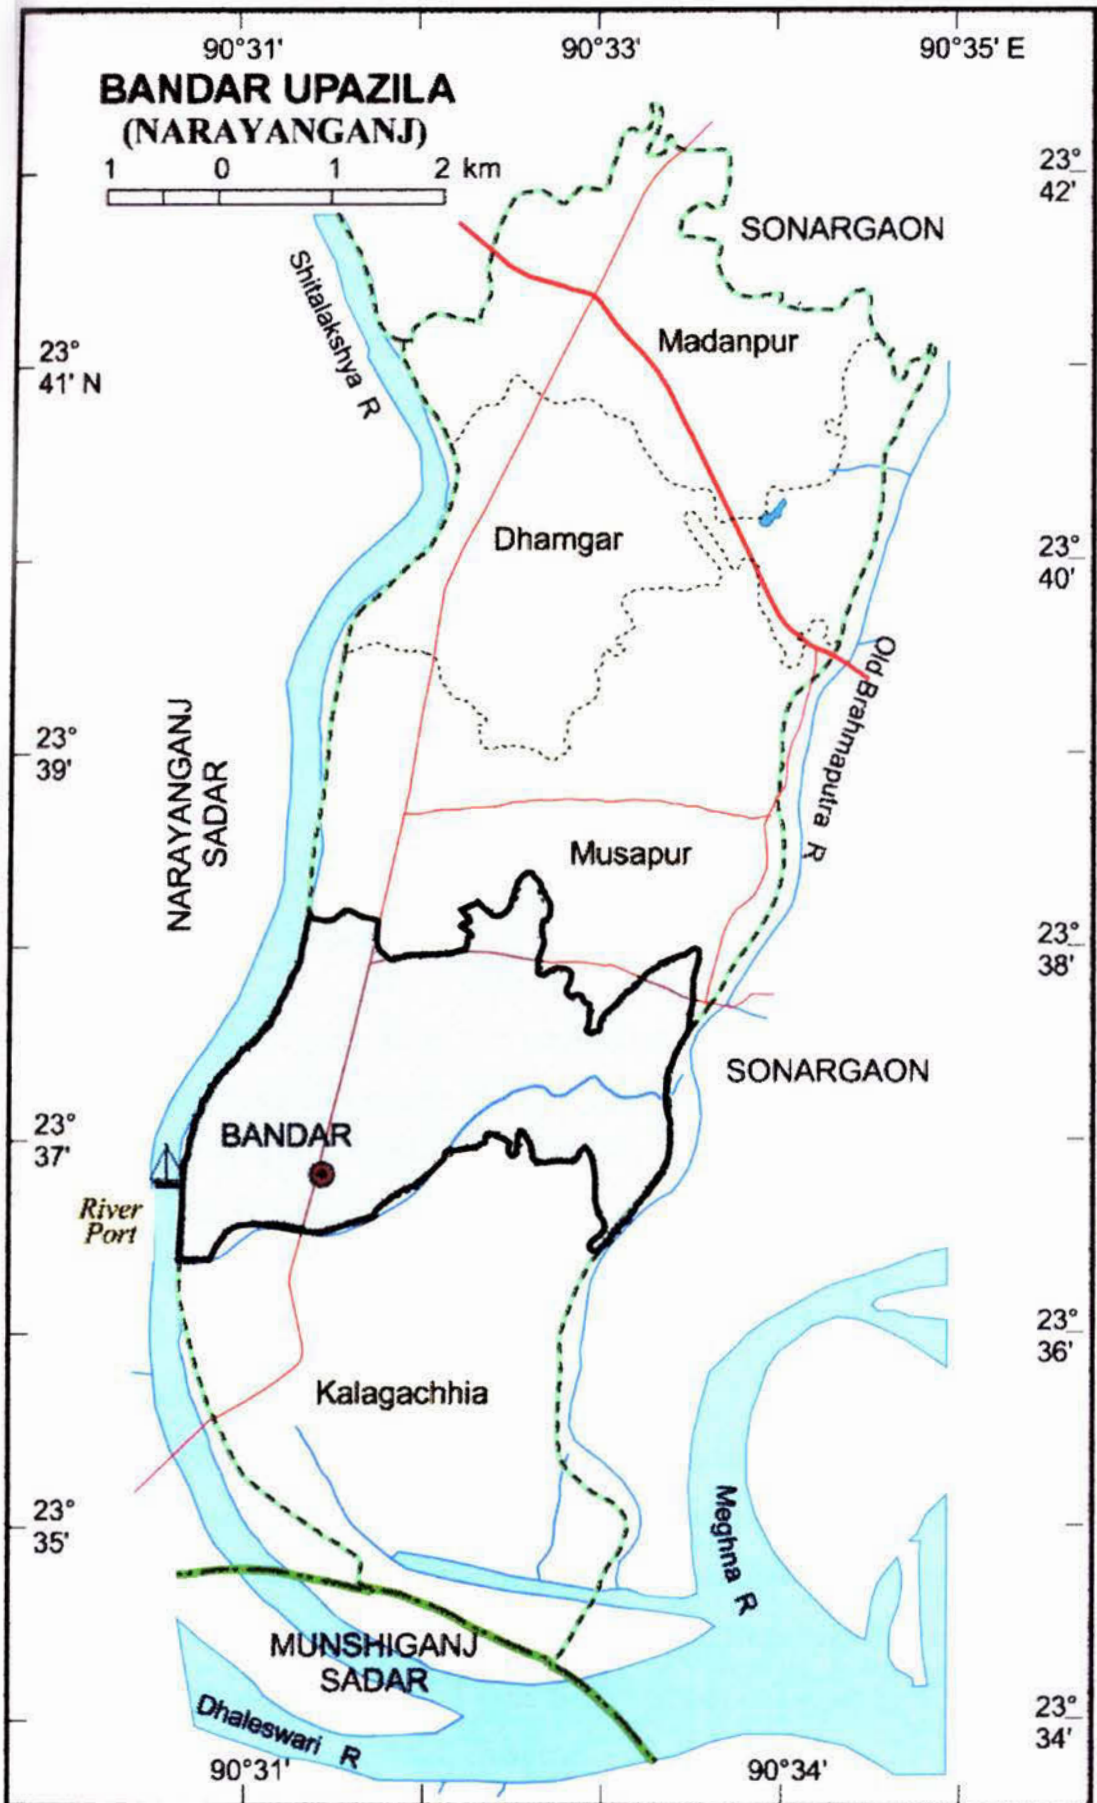 90°31'
90°33'
90°35' E
BANDAR UPAZILA
(NARAYANGANJ)
1 0 1 2 km
23°
42'
SONARGAON
Shitalakshya R
Madanpur
23°
41' N
Dhamgar
23°
40'
Old Brahmaputra R
NARAYANGANJ
SADAR
23°
39'
Musapur
23°
38'
SONARGAON
23°
37'
BANDAR
River
Port
23°
36'
Kalagachhia
23°
35'
Meghna R
MUNSHIGANJ
SADAR
Dhaleswari R
23°
34'
90°31'
90°34'